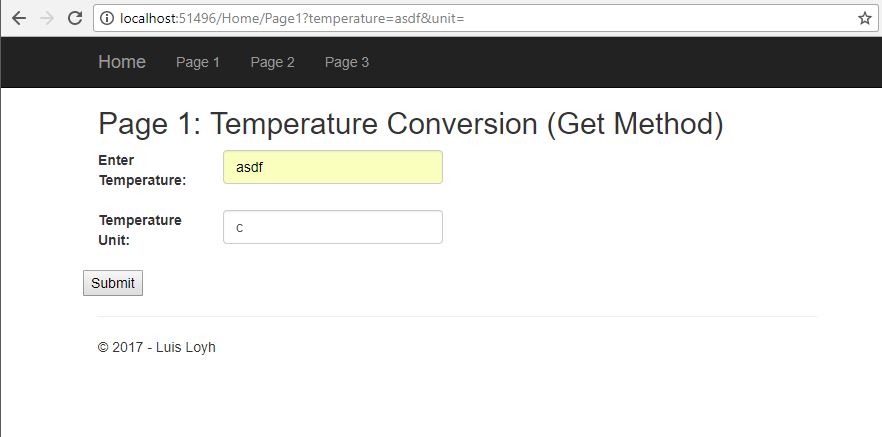 localhost:51496/Home/Page1?temperature=asdf&unit=
Home Page 1 Page 2 Page 3
Page 1: Temperature Conversion (Get Method)
Enter
Temperature:
asdf
Temperature
Unit:
c
Submit
© 2017 - Luis Loyh